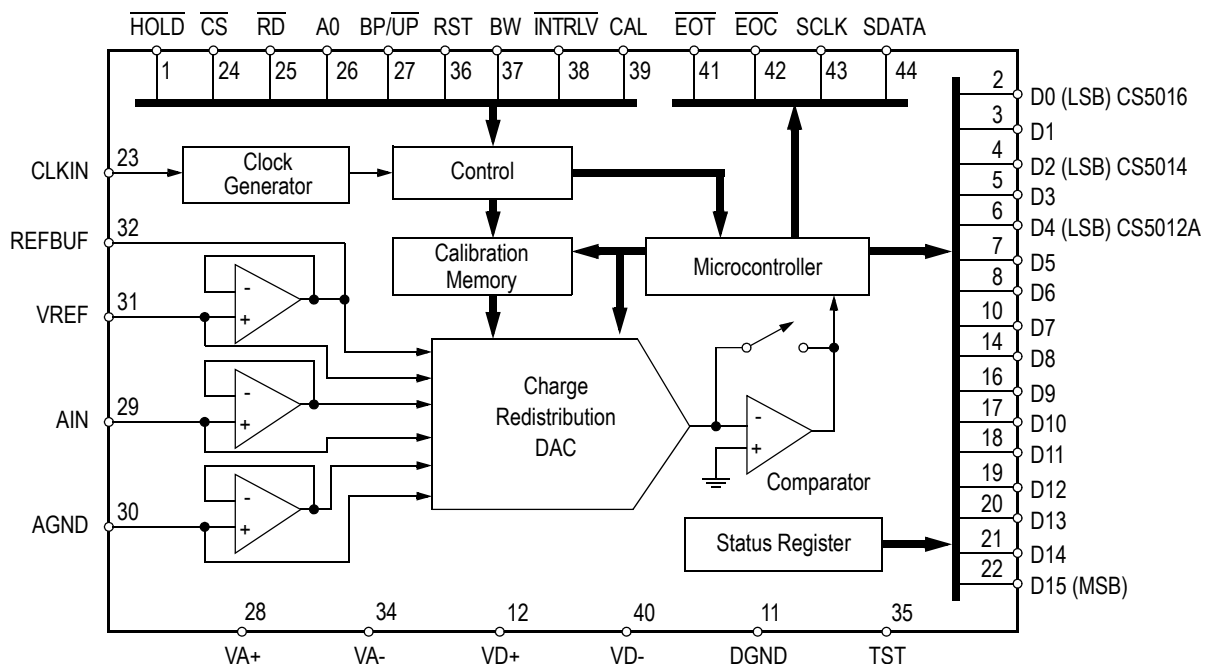 HOLD CS RD A0 BP/UP RST BW INTRLV CAL EOT EOC SCLK SDATA
1 24 25 26 27 36 37 38 39 41 42 43 44
2 D0 (LSB) CS5016
3 D1
4 D2 (LSB) CS5014
5 D3
6 D4 (LSB) CS5012A
7 D5
8 D6
10 D7
14 D8
16 D9
17 D10
18 D11
19 D12
20 D13
21 D14
22 D15 (MSB)
CLKIN 23
Clock
Generator
Control
REFBUF 32
Calibration
Memory
Microcontroller
VREF 31
-
+
AIN 29
-
+
AGND 30
-
+
Charge
Redistribution
DAC
-
+
Comparator
Status Register
28 34 12 40 11 35
VA+ VA- VD+ VD- DGND TST